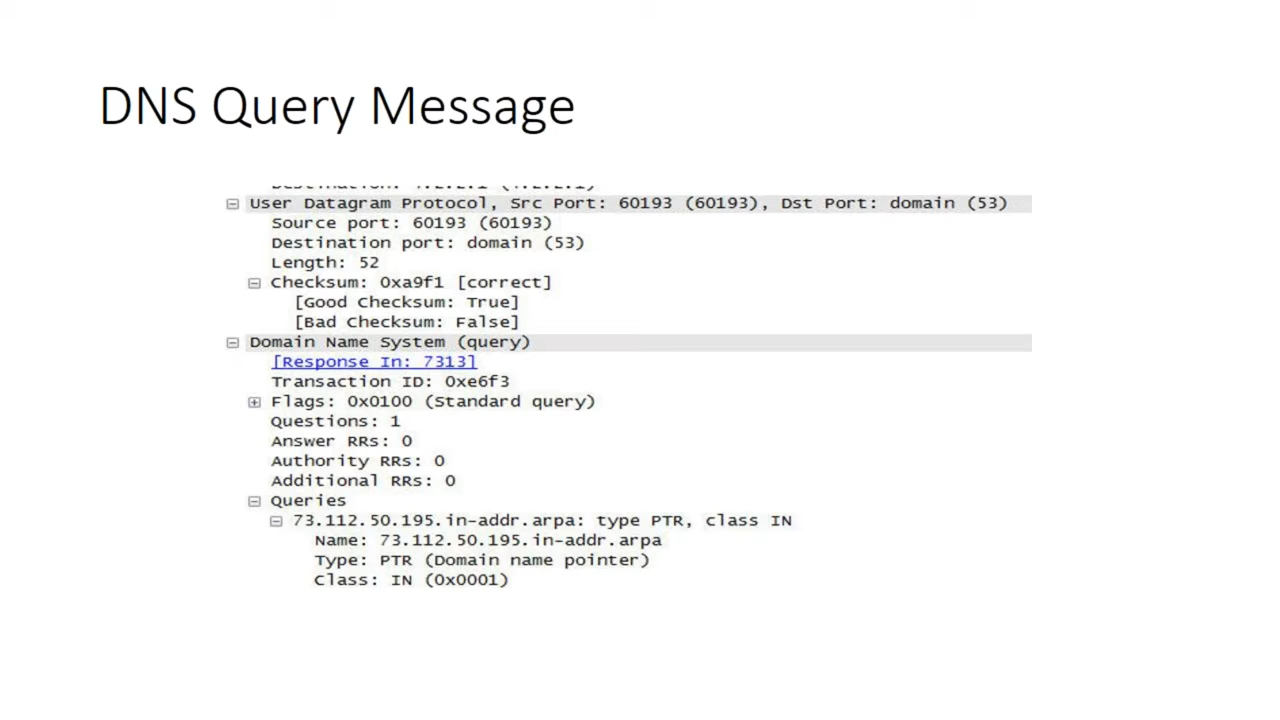 DNS Query Message
User Datagram Protocol, Src Port: 60193 (60193), Dst Port: domain (53)
Source port: 60193 (60193)
Destination port: domain (53)
Length: 52
Checksum: 0xa9f1 [correct]
[Good Checksum: True]
[Bad Checksum: False]
Domain Name System (query)
[Response In: 7313]
Transaction ID: 0xe6f3
Flags: 0x0100 (Standard query)
Questions: 1
Answer RRs: 0
Authority RRs: 0
Additional RRs: 0
Queries
73.112.50.195.in-addr.arpa: type PTR, class IN
Name: 73.112.50.195.in-addr.arpa
Type: PTR (Domain name pointer)
Class: IN (0x0001)